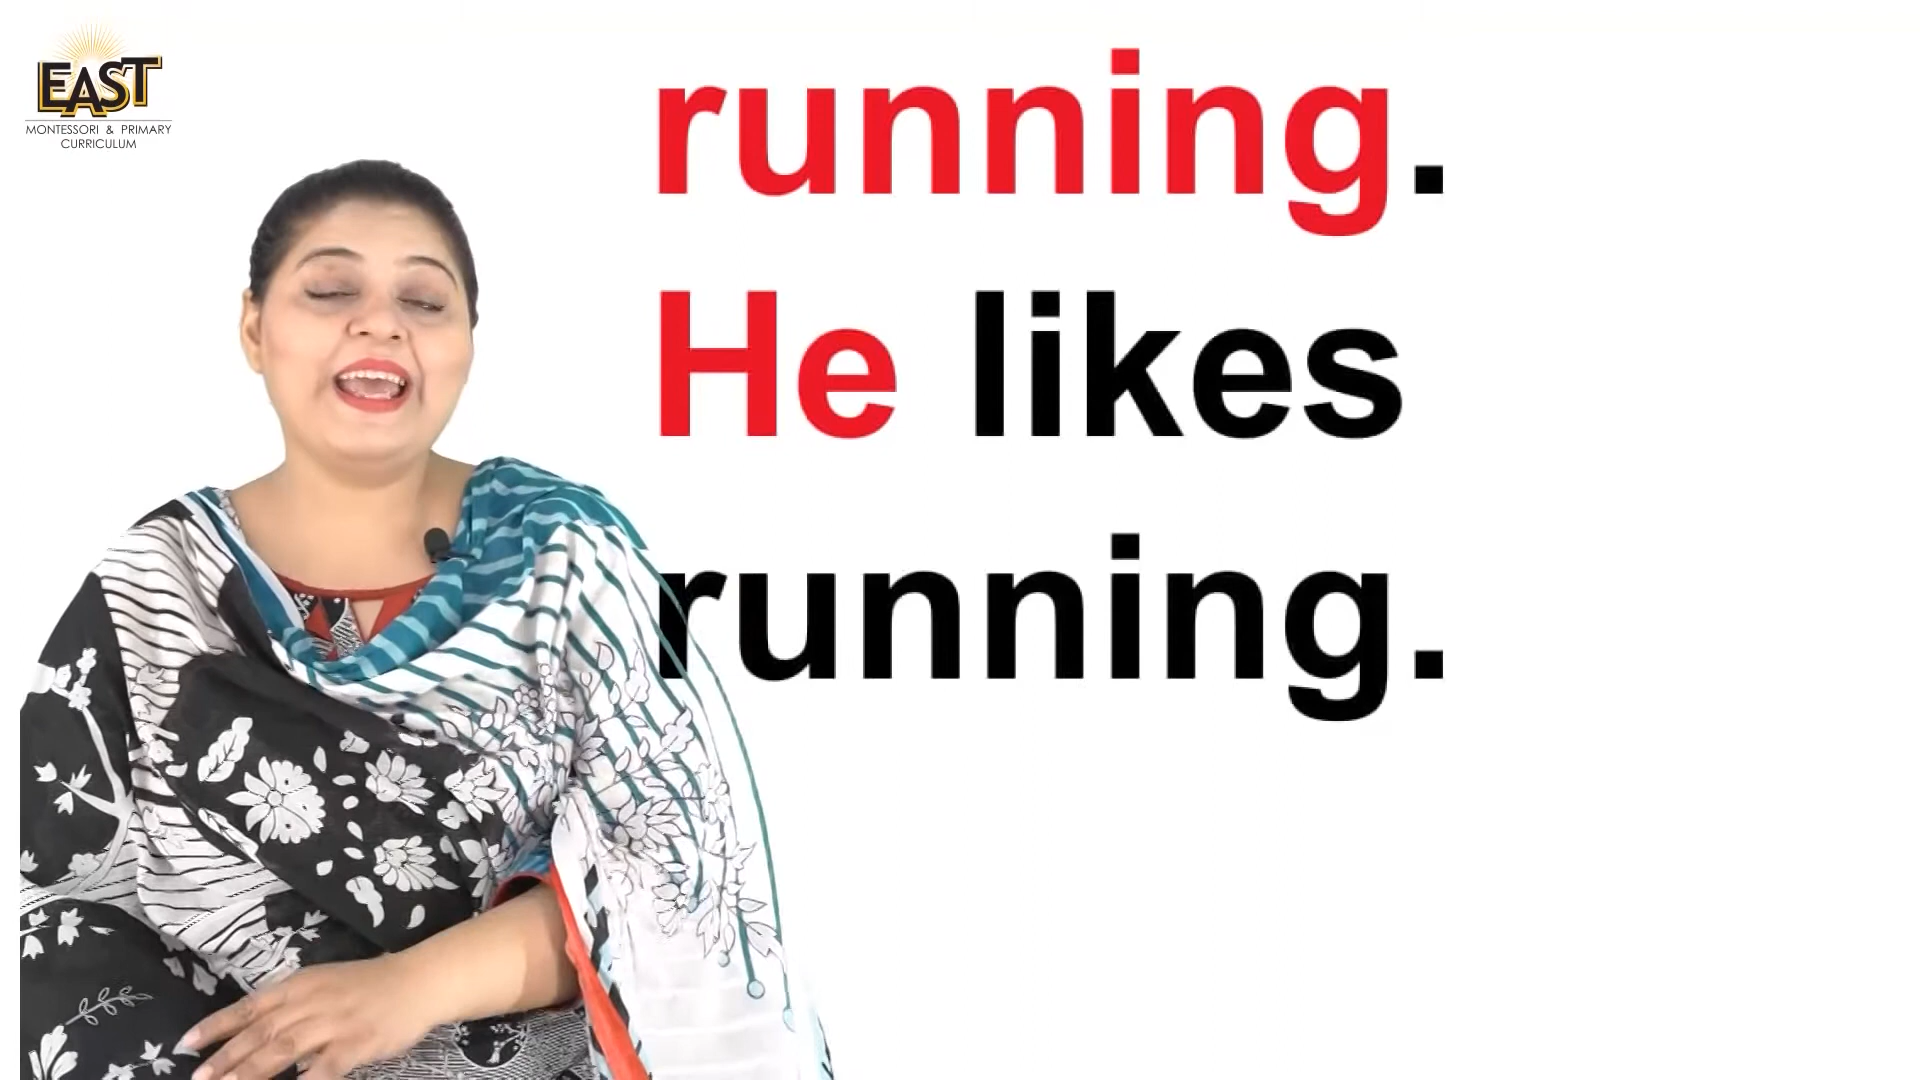 EAST
MONTESSORI & PRIMARY
CURRICULUM
running.
He likes
running.